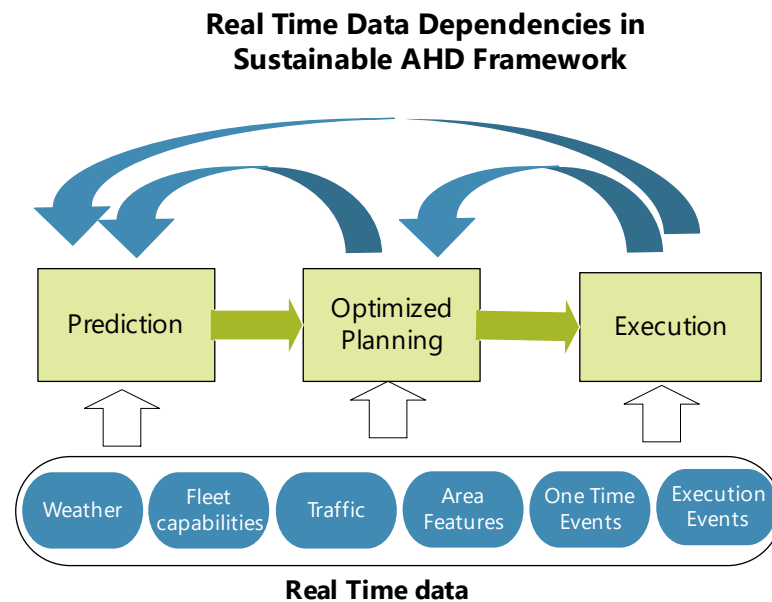 Real Time Data Dependencies in
Sustainable AHD Framework
Prediction
Optimized
Planning
Execution
Weather
Fleet
capabilities
Traffic
Area
Features
One Time
Events
Execution
Events
Real Time data